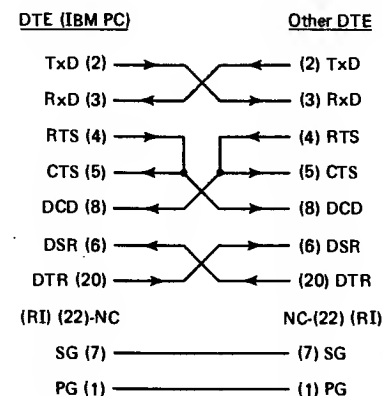 DTE (IBM PC) Other DTE
TxD (2) (2) TxD
RxD (3) (3) RxD
RTS (4) (4) RTS
CTS (5) (5) CTS
DCD (8) (8) DCD
DSR (6) (6) DSR
DTR (20) (20) DTR
(RI) (22)-NC NC-(22) (RI)
SG (7) (7) SG
PG (1) (1) PG